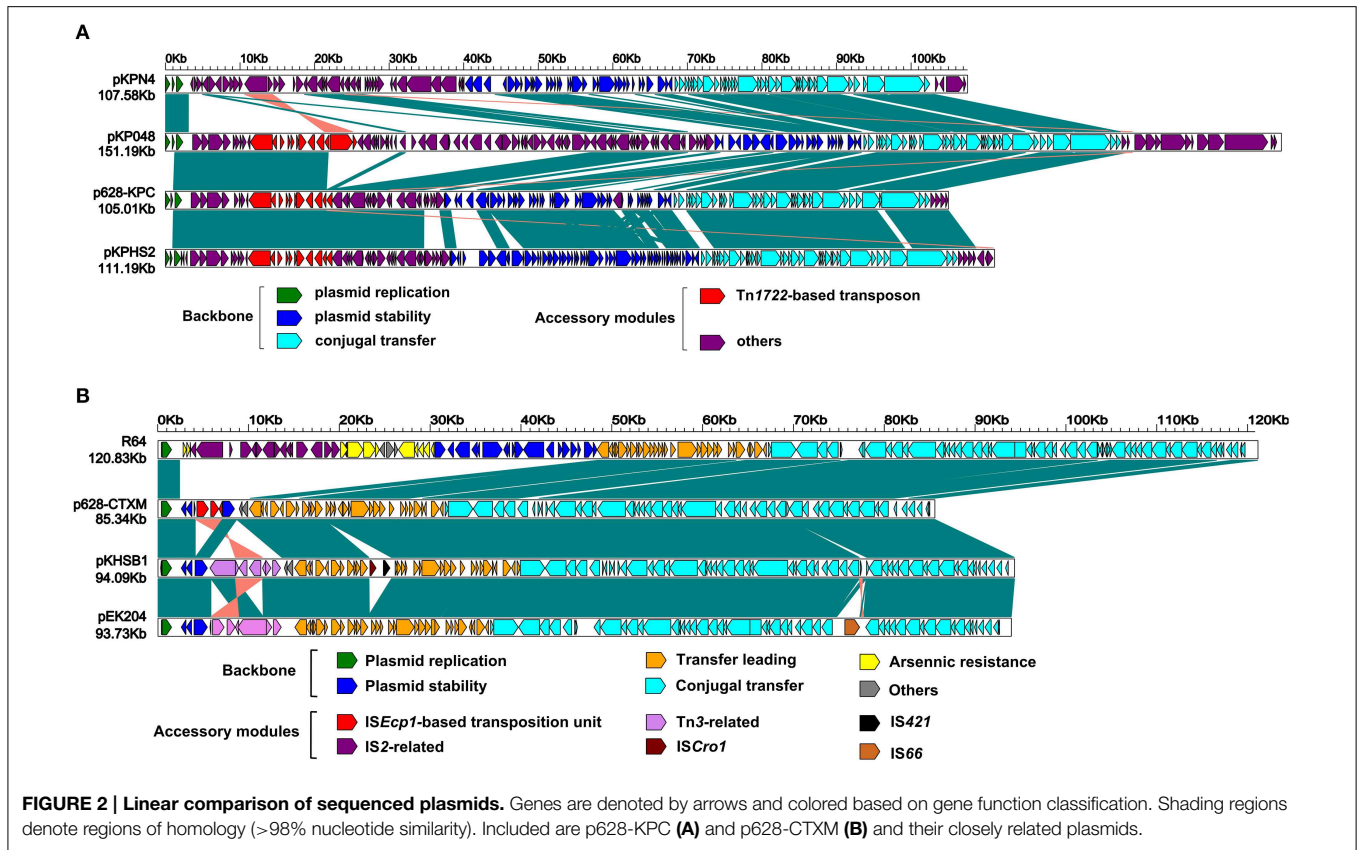 A
0Kb 10Kb 20Kb 30Kb 40Kb 50Kb 60Kb 70Kb 80Kb 90Kb 100Kb
pKPN4
107.58Kb
pKP048
151.19Kb
p628-KPC
105.01Kb
pKPHS2
111.19Kb
Backbone
plasmid replication
plasmid stability
conjugal transfer
Accessory modules
Tn1722-based transposon
others
B
0Kb 10Kb 20Kb 30Kb 40Kb 50Kb 60Kb 70Kb 80Kb 90Kb 100Kb 110Kb 120Kb
R64
120.83Kb
p628-CTXM
85.34Kb
pKHSB1
94.09Kb
pEK204
93.73Kb
Backbone
Plasmid replication
Plasmid stability
Transfer leading
Conjugal transfer
Arsennic resistance
Others
Accessory modules
ISEcp1-based transposition unit
IS2-related
Tn3-related
ISCro1
IS421
IS66
FIGURE 2 | Linear comparison of sequenced plasmids. Genes are denoted by arrows and colored based on gene function classification. Shading regions
denote regions of homology (>98% nucleotide similarity). Included are p628-KPC (A) and p628-CTXM (B) and their closely related plasmids.